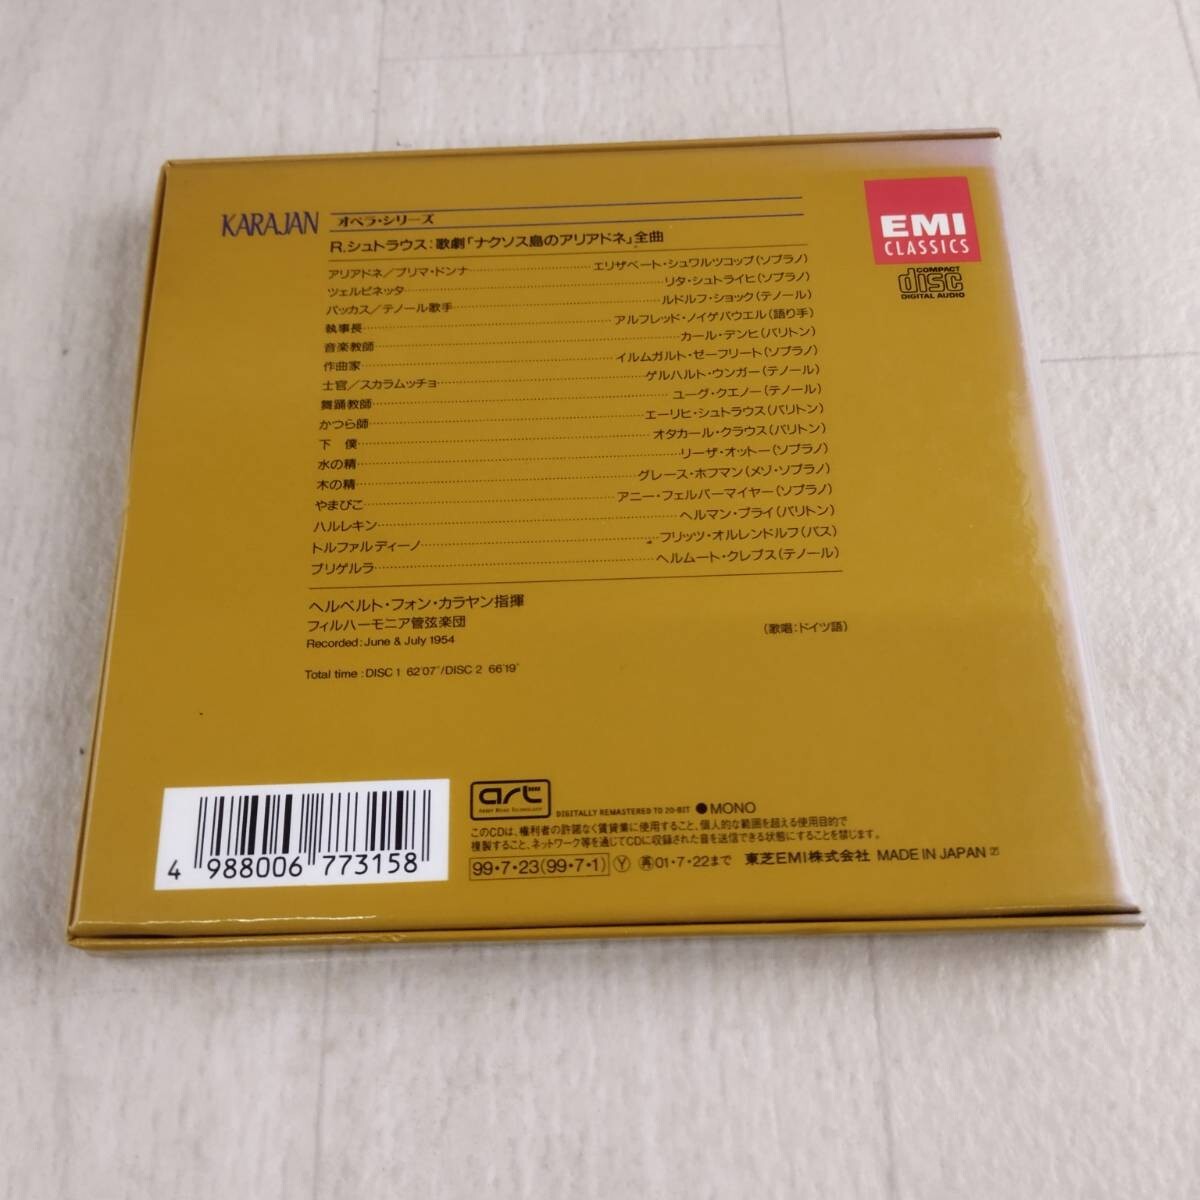 KARAJAN オペラ・シリーズ
R.シュトラウス：歌劇「ナクソス島のアリアドネ」全曲
EMI
CLASSICS
COMPACT
disc
DIGITAL AUDIO
アリアドネ／プリマ・ドンナ……エリザベート・シュワルツコップ(ソプラノ)
ツェルビネッタ……リタ・シュトライヒ(ソプラノ)
バッカス／テノール歌手……ルドルフ・ショック(テノール)
執事長……アルフレッド・ノイゲバウエル(語り手)
音楽教師……カール・デンヒ(バリトン)
作曲家……イルムガルト・ゼーフリート(ソプラノ)
士官／スカラムッチョ……ゲルハルト・ウンガー(テノール)
舞踊教師……ユーグ・クエノー(テノール)
かつら師……エーリヒ・シュトラウス(バリトン)
下 僕……オタカール・クラウス(バリトン)
水の精……リーザ・オットー(ソプラノ)
木の精……グレース・ホフマン(メゾ・ソプラノ)
やまびこ……アニー・フェルバーマイヤー(ソプラノ)
ハルレキン……ヘルマン・プライ(バリトン)
トルファルディーノ……フリッツ・オルレンドルフ(バス)
ブリゲルラ……ヘルムート・クレプス(テノール)
ヘルベルト・フォン・カラヤン指揮
フィルハーモニア管弦楽団
(歌唱：ドイツ語)
Recorded: June & July 1954
Total time : DISC 1 62'07"/DISC 2 66'19"
4 988006 773158
art
ABBEY ROAD TECHNOLOGY
DIGITALLY REMASTERED TO 20-BIT ●MONO
このCDは、権利者の許諾なく賃貸業に使用すること、個人的な範囲を超える使用目的で
複製すること、ネットワーク等を通じてCDに収録された音を送信できる状態にすることを禁じます。
99・7・23(99・7・1) Ⓨ ㊢01・7・22まで 東芝EMI株式会社 MADE IN JAPAN